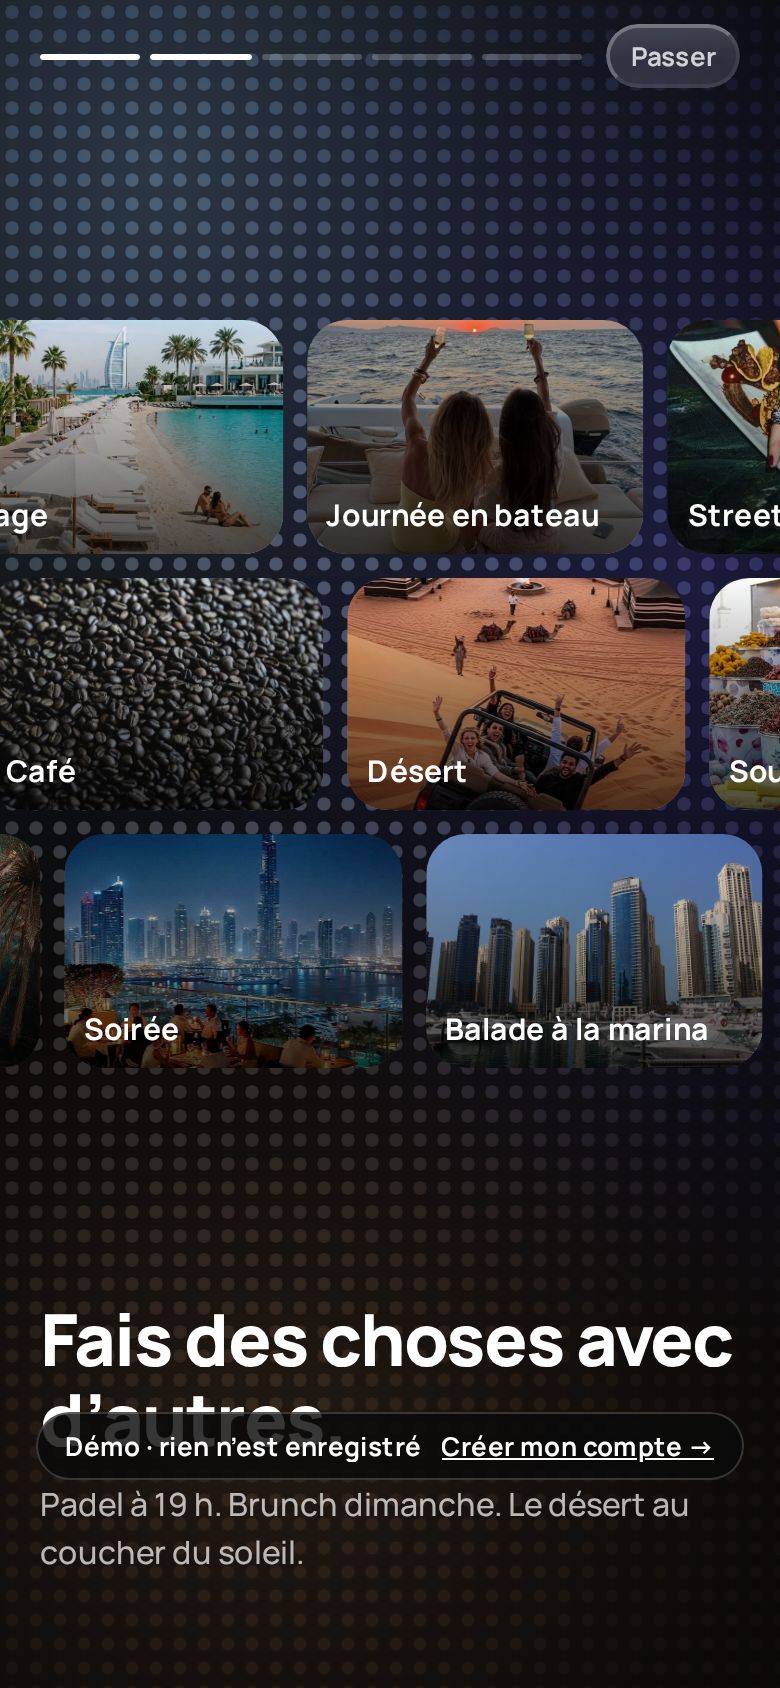 Passer
age
Journée en bateau
Street
Café
Désert
Sou
Soirée
Balade à la marina
Fais des choses avec
d’autres.
Démo · rien n’est enregistré Créer mon compte →
Padel à 19 h. Brunch dimanche. Le désert au
coucher du soleil.